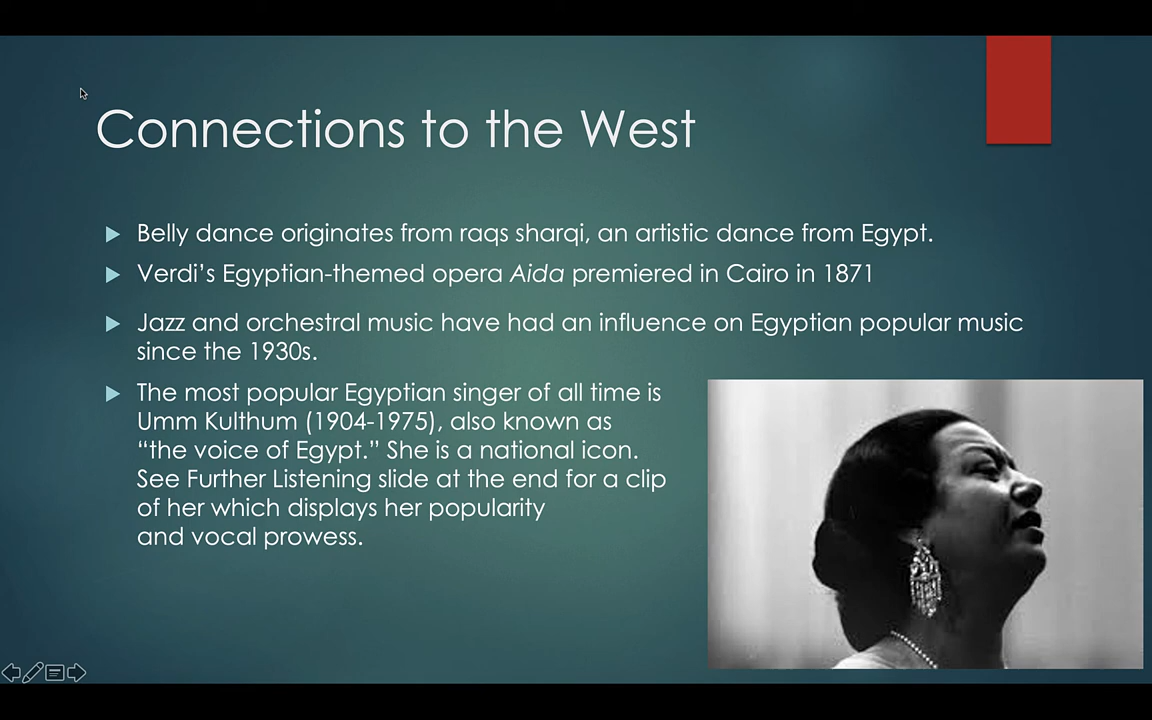 Connections to the West
Belly dance originates from raqs sharqi, an artistic dance from Egypt.
Verdi’s Egyptian-themed opera Aida premiered in Cairo in 1871
Jazz and orchestral music have had an influence on Egyptian popular music
since the 1930s.
The most popular Egyptian singer of all time is
Umm Kulthum (1904-1975), also known as
“the voice of Egypt.” She is a national icon.
See Further Listening slide at the end for a clip
of her which displays her popularity
and vocal prowess.